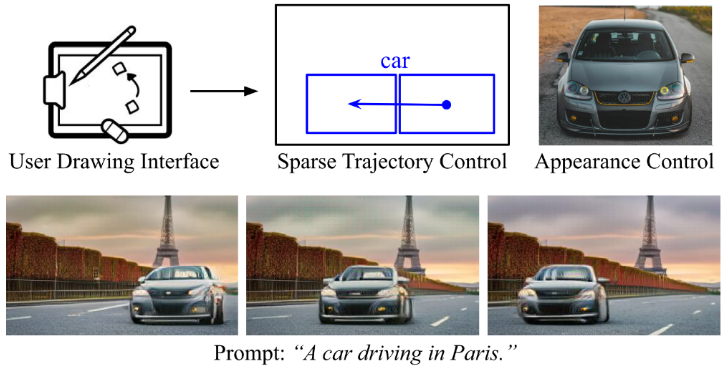 car
User Drawing Interface
Sparse Trajectory Control
Appearance Control
Prompt: “A car driving in Paris.”